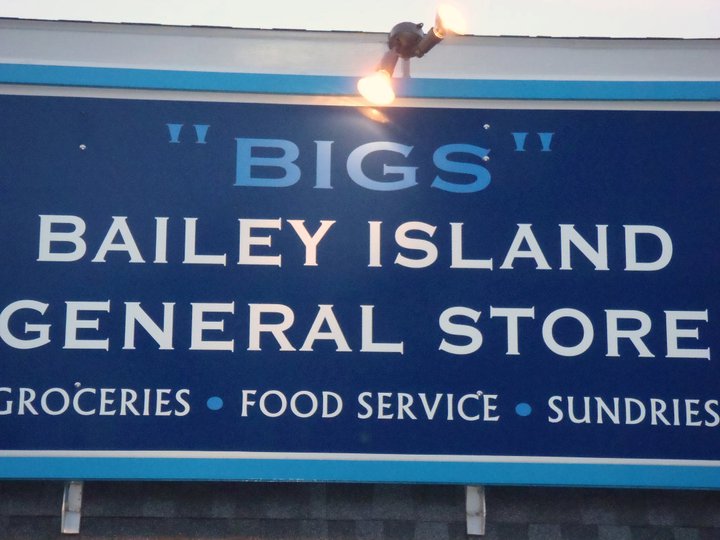 "BIGS"
BAILEY ISLAND
GENERAL STORE
GROCERIES • FOOD SERVICE • SUNDRIES